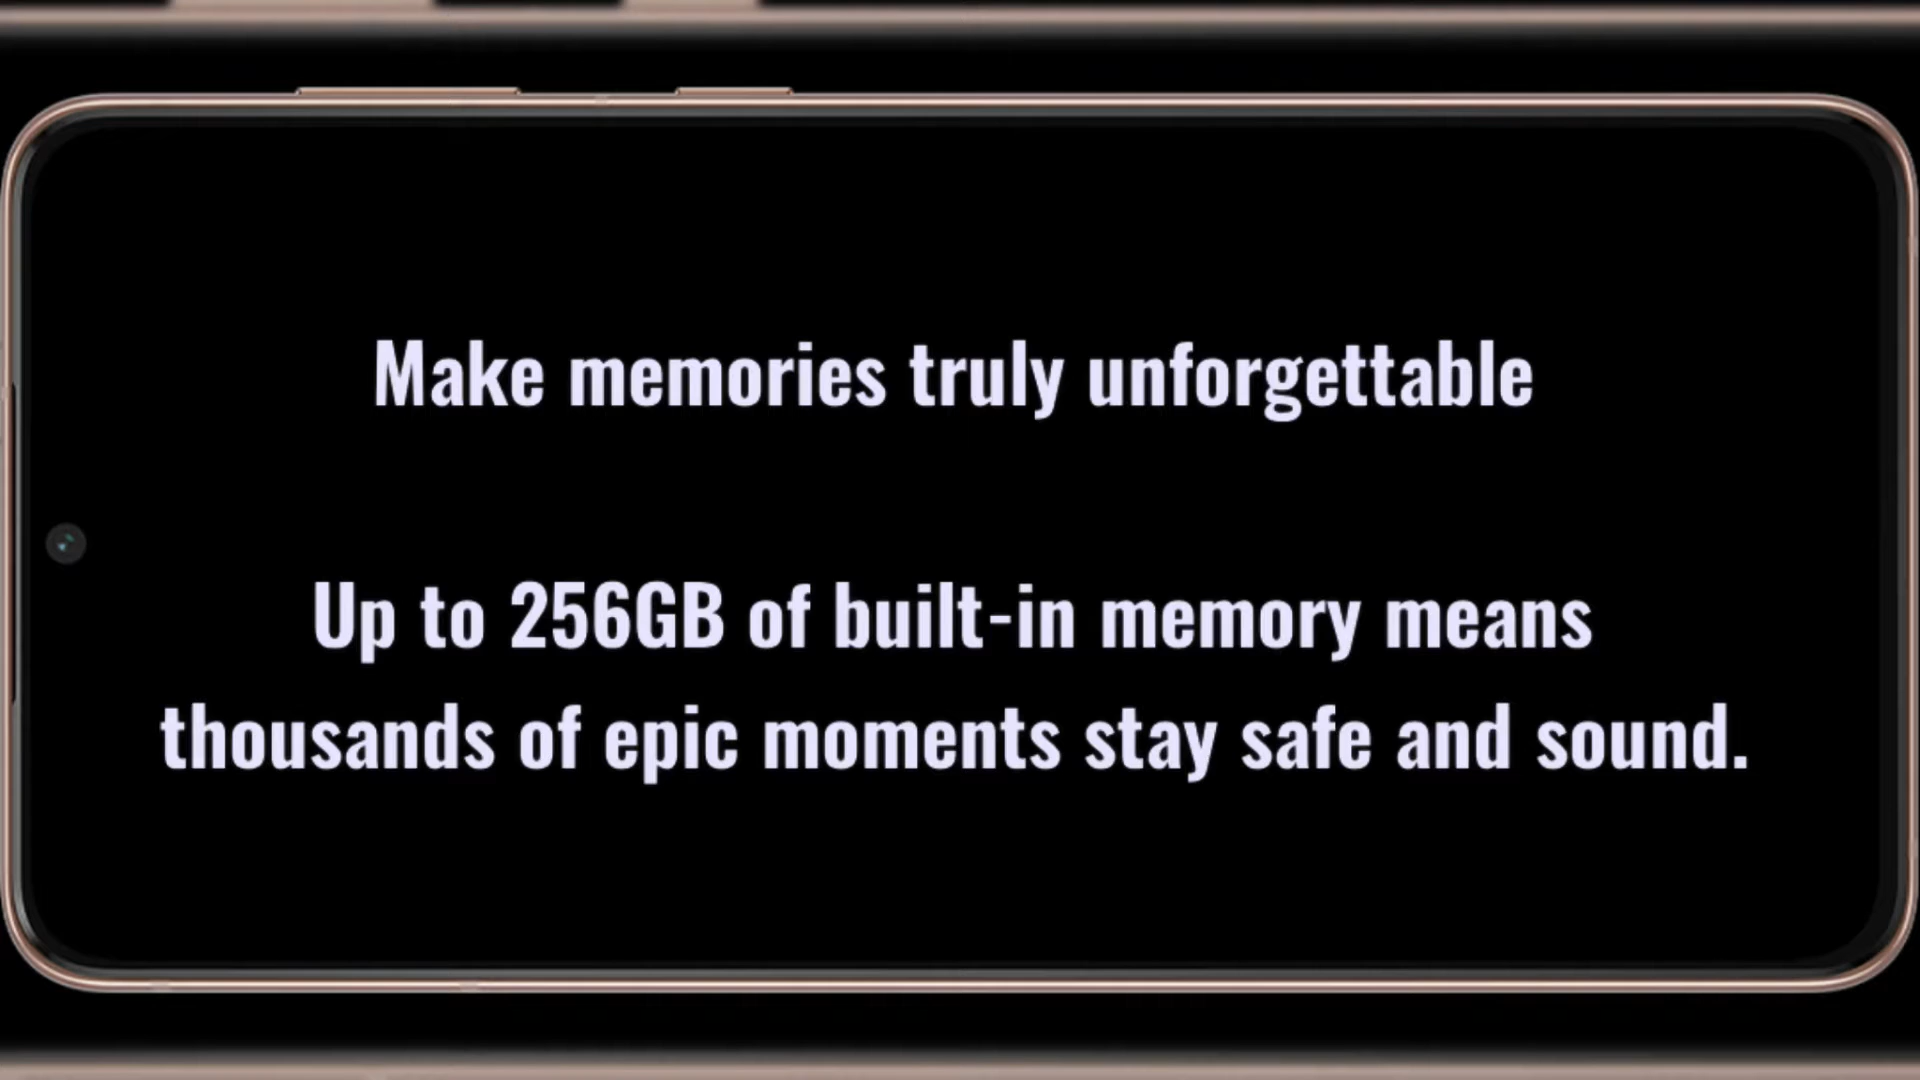 Make memories truly unforgettable
Up to 256GB of built-in memory means
thousands of epic moments stay safe and sound.